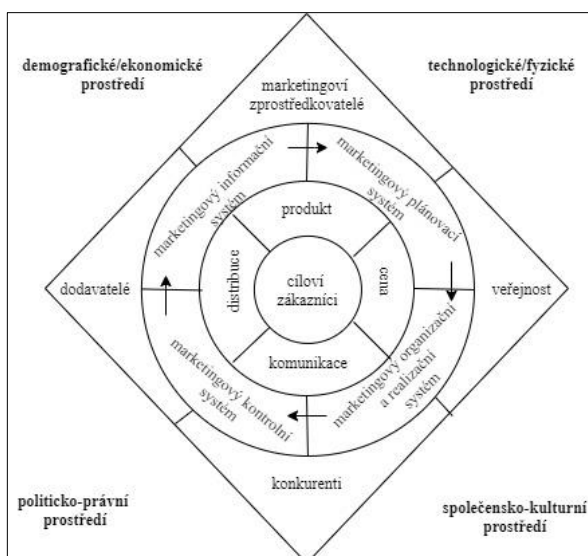 demografické/ekonomické
prostředí
technologické/fyzické
prostředí
marketingoví
zprostředkovatelé
marketingový informační
systém
marketingový plánovací
systém
produkt
distribuce
cíloví
zákazníci
cena
dodavatelé
veřejnost
komunikace
marketingový kontrolní
systém
marketingový organizační
a realizační
systém
konkurenti
politicko-právní
prostředí
společensko-kulturní
prostředí